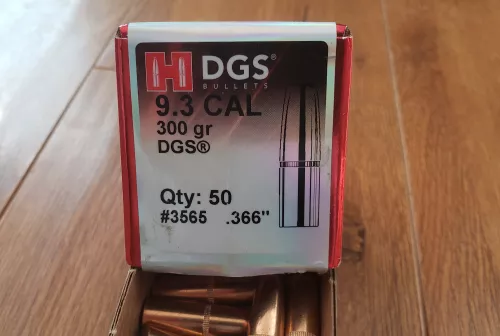 H DGS®
BULLETS
9.3 CAL
300 gr
DGS®
Qty: 50
#3565 .366"